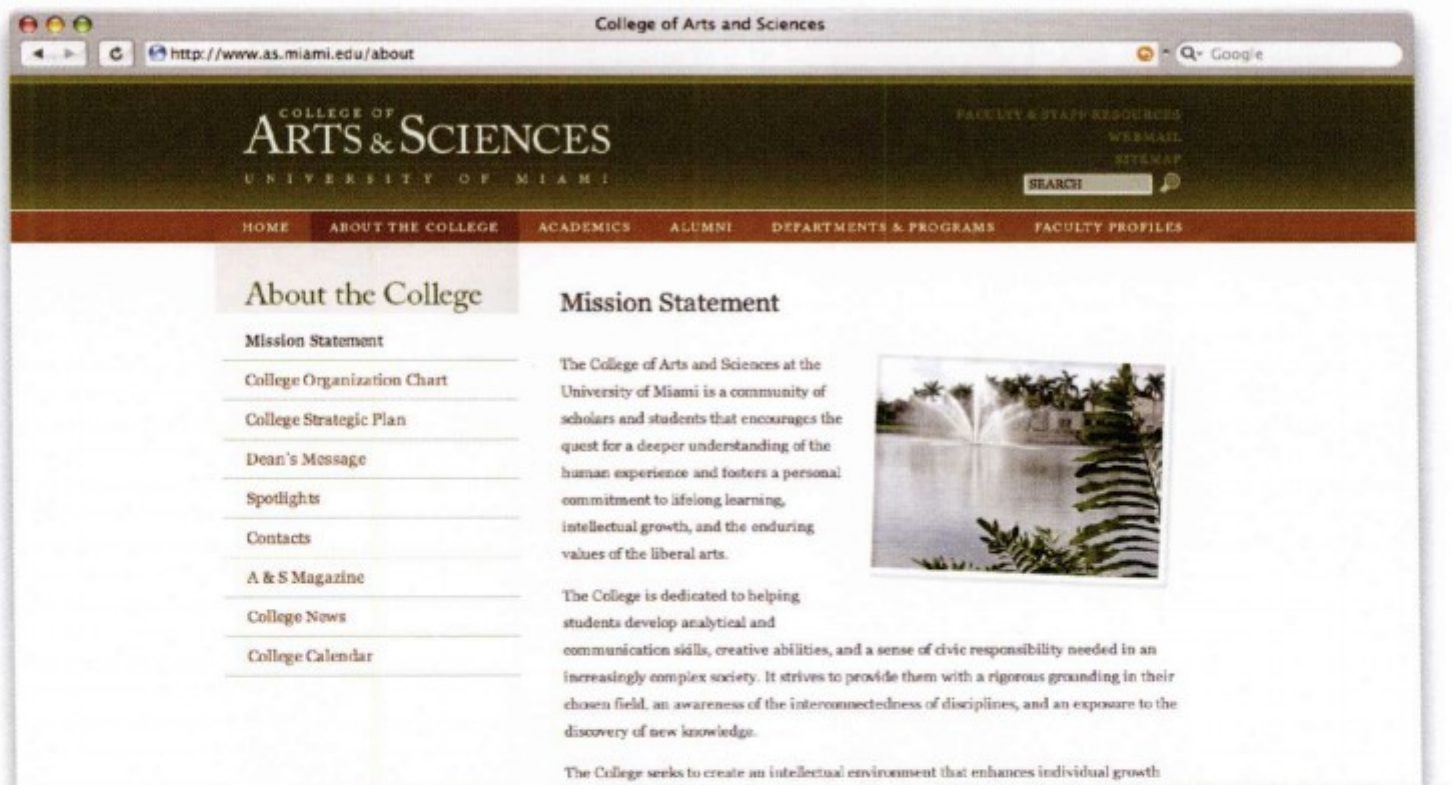 College of Arts and Sciences
http://www.as.miami.edu/about
Google
COLLEGE OF
ARTS & SCIENCES
UNIVERSITY OF MIAMI
FACULTY & STAFF RESOURCES
WEBMAIL
SITEMAP
SEARCH
HOME ABOUT THE COLLEGE ACADEMICS ALUMNI DEPARTMENTS & PROGRAMS FACULTY PROFILES
About the College
Mission Statement
College Organization Chart
College Strategic Plan
Dean's Message
Spotlights
Contacts
A & S Magazine
College News
College Calendar
Mission Statement
The College of Arts and Sciences at the
University of Miami is a community of
scholars and students that encourages the
quest for a deeper understanding of the
human experience and fosters a personal
commitment to lifelong learning,
intellectual growth, and the enduring
values of the liberal arts.
The College is dedicated to helping
students develop analytical and
communication skills, creative abilities, and a sense of civic responsibility needed in an
increasingly complex society. It strives to provide them with a rigorous grounding in their
chosen field, an awareness of the interconnectedness of disciplines, and an exposure to the
discovery of new knowledge.
The College seeks to create an intellectual environment that enhances individual growth